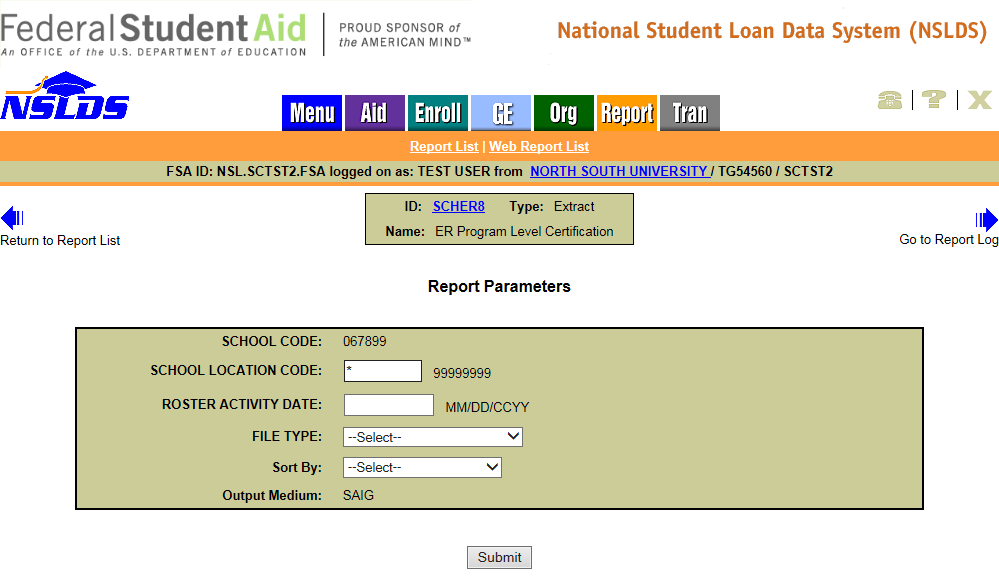 Federal Student Aid
An OFFICE of the U.S. DEPARTMENT of EDUCATION
PROUD SPONSOR of
the AMERICAN MIND™
National Student Loan Data System (NSLDS)
NSLDS
Menu Aid Enroll GE Org Report Tran
? | X
Report List | Web Report List
FSA ID: NSL.SCTST2.FSA logged on as: TEST USER from NORTH SOUTH UNIVERSITY / TG54560 / SCTST2
Return to Report List
ID: SCHER8 Type: Extract
Name: ER Program Level Certification
Go to Report Log
Report Parameters
SCHOOL CODE: 067899
SCHOOL LOCATION CODE: * 99999999
ROSTER ACTIVITY DATE: MM/DD/CCYY
FILE TYPE: --Select--
Sort By: --Select--
Output Medium: SAIG
Submit